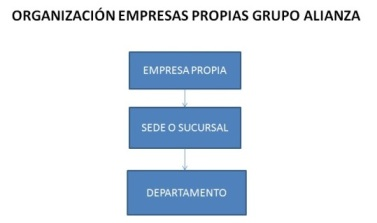 ORGANIZACIÓN EMPRESAS PROPIAS GRUPO ALIANZA
EMPRESA PROPIA
SEDE O SUCURSAL
DEPARTAMENTO